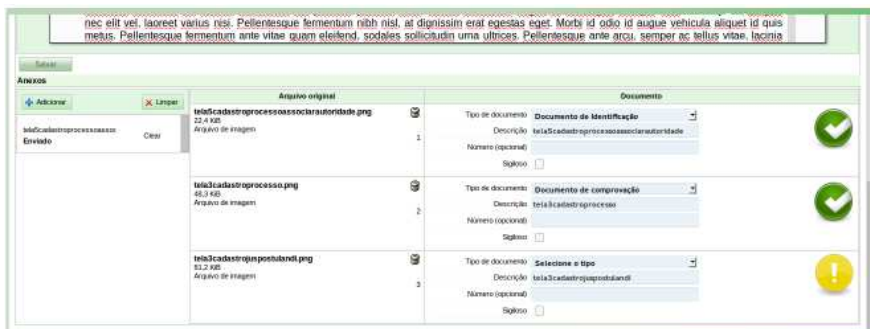 nec elit vel, laoreet varius nisi. Pellentesque fermentum nibh nisl, at dignissim erat egestas eget. Morbi id odio id augue vehicula aliquet id quis
metus. Pellentesque fermentum ante vitae quam eleifend, sodales sollicitudin urna ultrices. Pellentesque ante arcu, semper ac tellus vitae, lacinia
Salvar
Anexos
Adicionar
Limpar
Arquivo original
Documento
tela5cadastroprocessoassoc
Enviado
Clear
tela5cadastroprocessoassociarautoridade.png
22,4 KiB
Arquivo de imagem
1
Tipo de documento Documento de Identificação
Descrição tela5cadastroprocessoassociarautoridade
Número (opcional)
Sigiloso
tela3cadastroprocesso.png
48,3 KiB
Arquivo de imagem
2
Tipo de documento Documento de comprovação
Descrição tela3cadastroprocesso
Número (opcional)
Sigiloso
tela3cadastrojuspostulandi.png
51,2 KiB
Arquivo de imagem
3
Tipo de documento Selecione o tipo
Descrição tela3cadastrojuspostulandi
Número (opcional)
Sigiloso